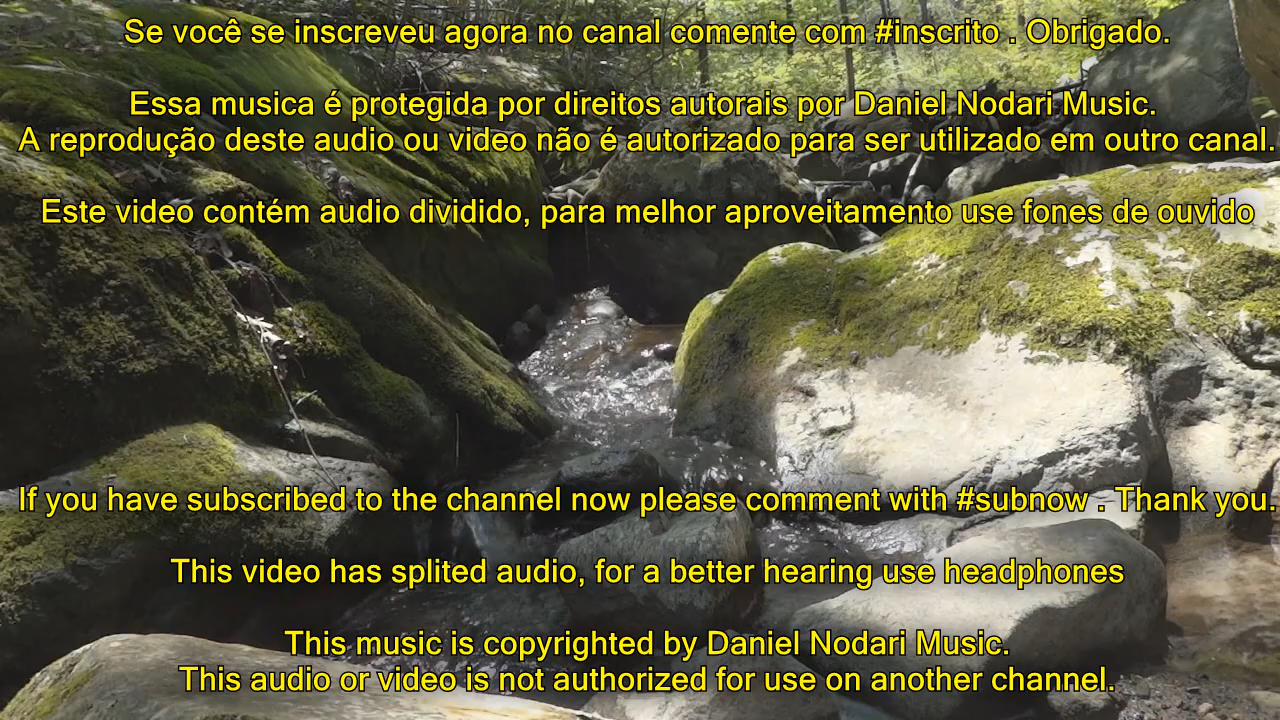 Se você se inscreveu agora no canal comente com #inscrito . Obrigado.
Essa musica é protegida por direitos autorais por Daniel Nodari Music.
A reprodução deste audio ou video não é autorizado para ser utilizado em outro canal.
Este video contém audio dividido, para melhor aproveitamento use fones de ouvido
If you have subscribed to the channel now please comment with #subnow . Thank you.
This video has splited audio, for a better hearing use headphones
This music is copyrighted by Daniel Nodari Music.
This audio or video is not authorized for use on another channel.